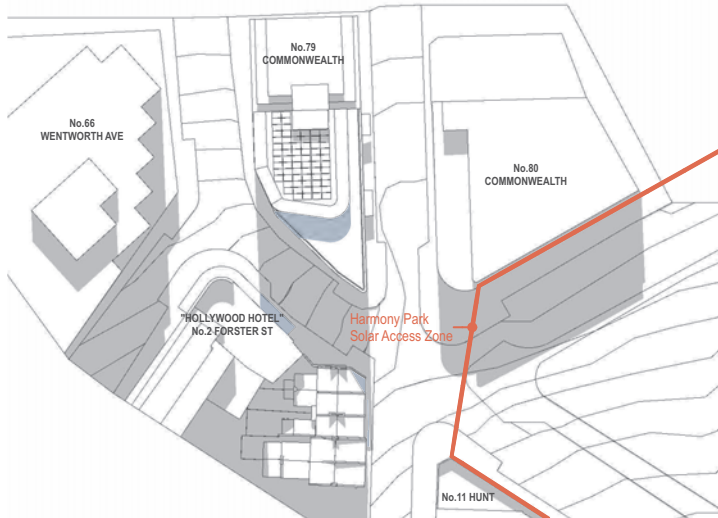 No.79
COMMONWEALTH
No.66
WENTWORTH AVE
No.80
COMMONWEALTH
"HOLLYWOOD HOTEL"
No.2 FORSTER ST
Harmony Park
Solar Access Zone
No.11 HUNT